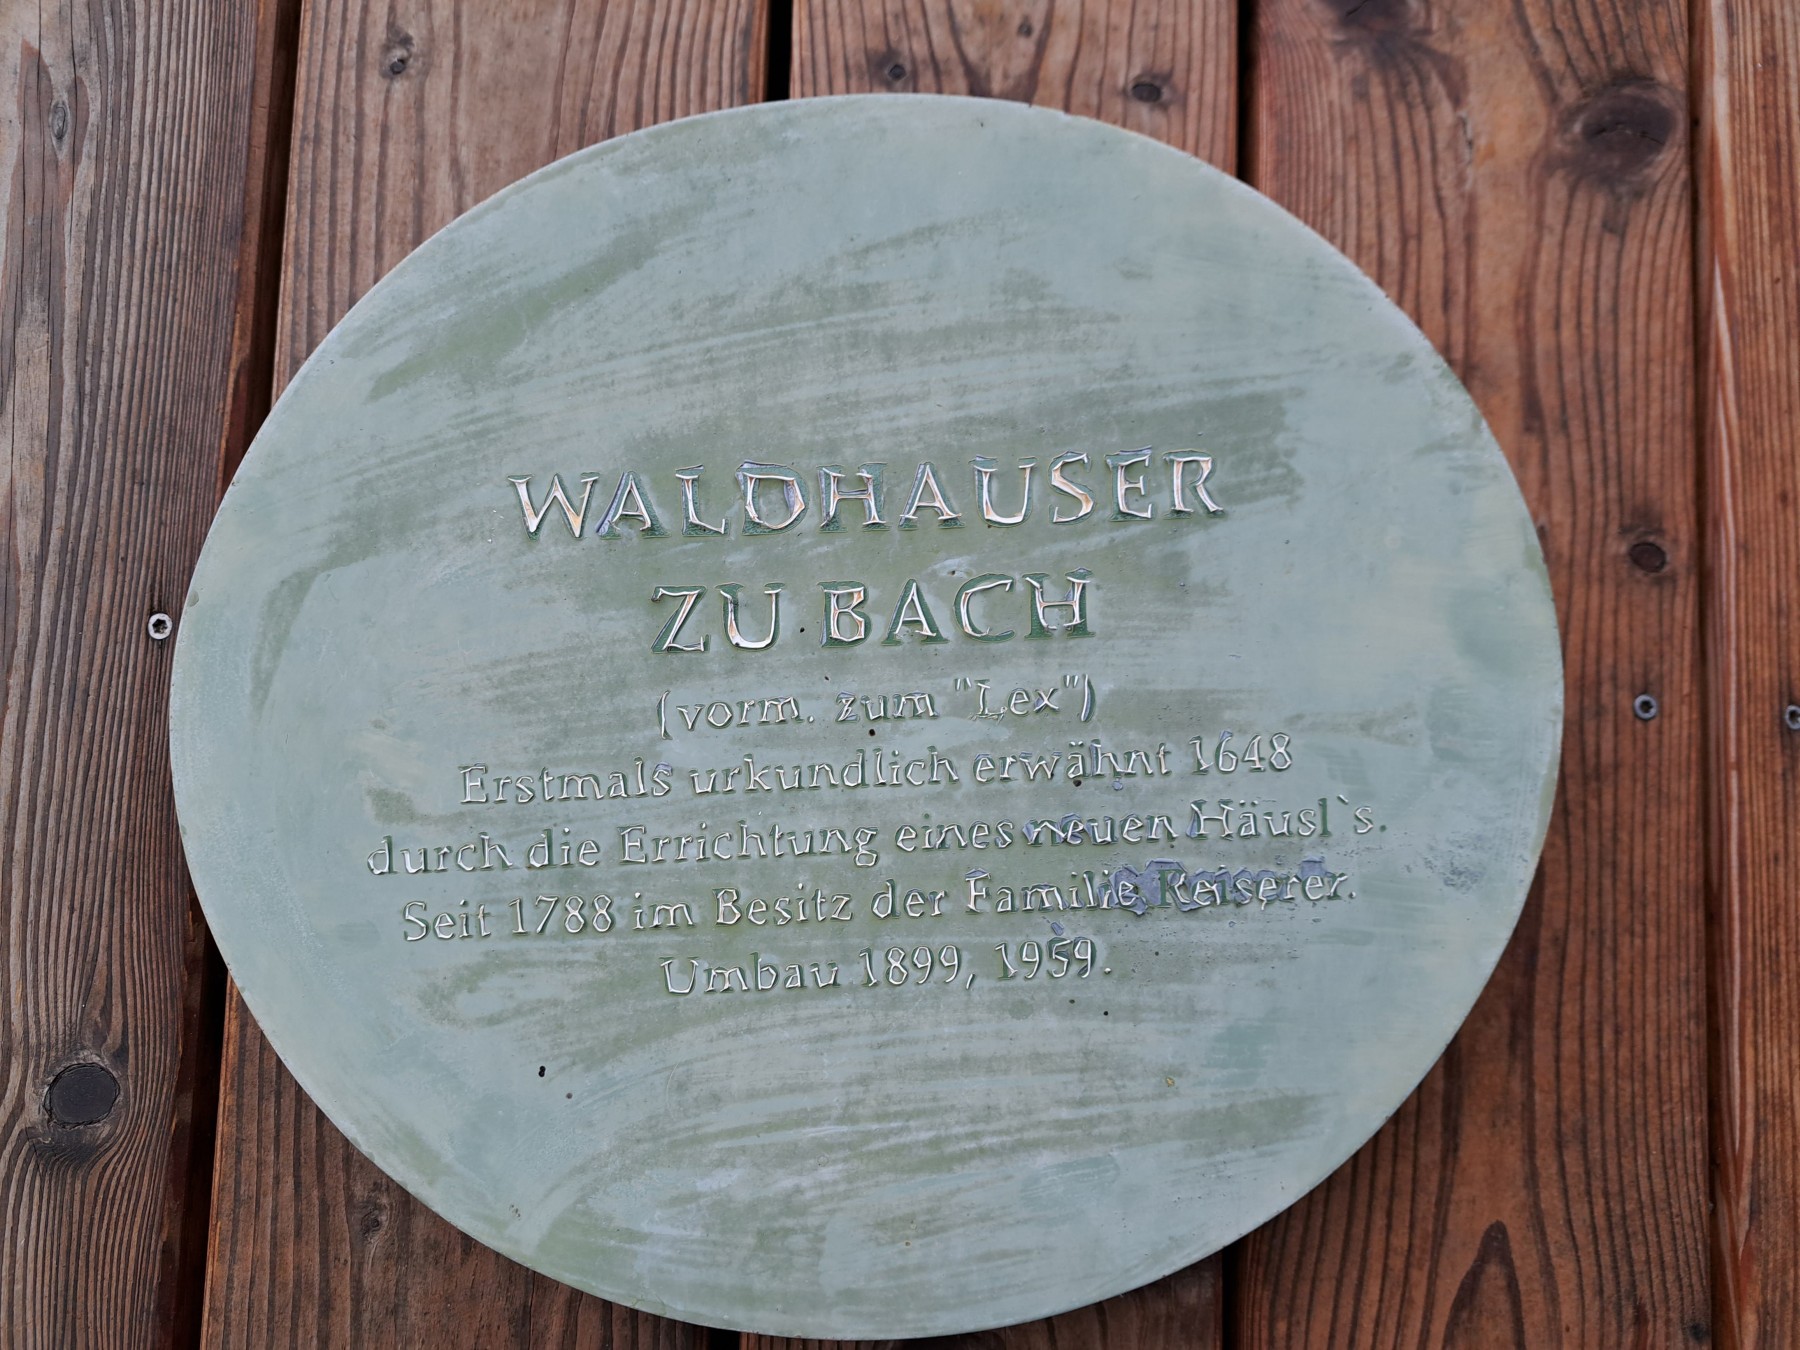 WALDHAUSER
ZU BACH
(vorm. zum "Lex")
Erstmals urkundlich erwähnt 1648
durch die Errichtung eines neuen Häusl`s.
Seit 1788 im Besitz der Familie Reiserer.
Umbau 1899, 1959.